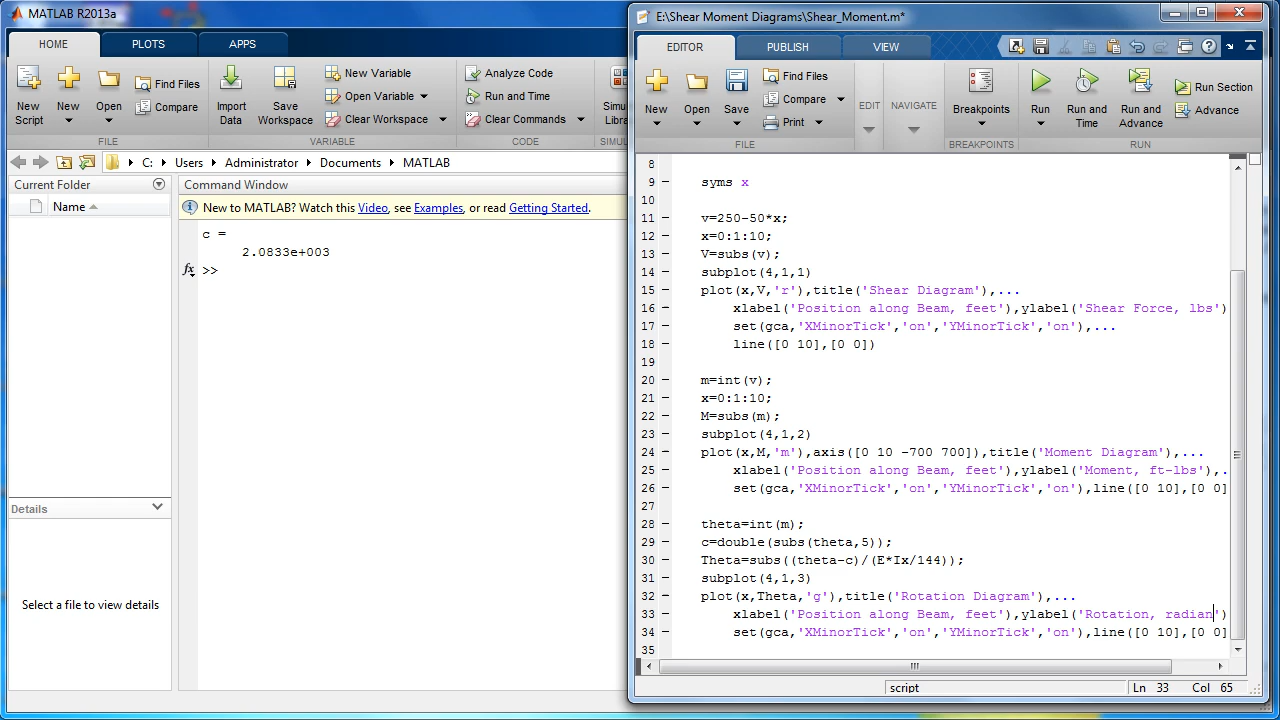 MATLAB R2013a
HOME PLOTS APPS
New Script
New
Open
Find Files
Compare
Import Data
Save Workspace
New Variable
Open Variable
Clear Workspace
Analyze Code
Run and Time
Clear Commands
FILE VARIABLE CODE
C: Users Administrator Documents MATLAB
Current Folder
Name
Details
Select a file to view details
Command Window
New to MATLAB? Watch this Video, see Examples, or read Getting Started.
c =
2.0833e+003
fx >>
E:\Shear Moment Diagrams\Shear_Moment.m*
EDITOR PUBLISH VIEW
New
Open
Save
Find Files
Compare
Print
EDIT
NAVIGATE
Breakpoints
Run
Run and Time
Run and Advance
Run Section
Advance
FILE BREAKPOINTS RUN
8
9 syms x
10
11 v=250-50*x;
12 x=0:1:10;
13 V=subs(v);
14 subplot(4,1,1)
15 plot(x,V,'r'),title('Shear Diagram'),...
16 xlabel('Position along Beam, feet'),ylabel('Shear Force, lbs')
17 set(gca,'XMinorTick','on','YMinorTick','on'),...
18 line([0 10],[0 0])
19
20 m=int(v);
21 x=0:1:10;
22 M=subs(m);
23 subplot(4,1,2)
24 plot(x,M,'m'),axis([0 10 -700 700]),title('Moment Diagram'),...
25 xlabel('Position along Beam, feet'),ylabel('Moment, ft-lbs'),.
26 set(gca,'XMinorTick','on','YMinorTick','on'),line([0 10],[0 0]
27
28 theta=int(m);
29 c=double(subs(theta,5));
30 Theta=subs((theta-c)/(E*Ix/144));
31 subplot(4,1,3)
32 plot(x,Theta,'g'),title('Rotation Diagram'),...
33 xlabel('Position along Beam, feet'),ylabel('Rotation, radian')
34 set(gca,'XMinorTick','on','YMinorTick','on'),line([0 10],[0 0]
35
script
Ln 33 Col 65